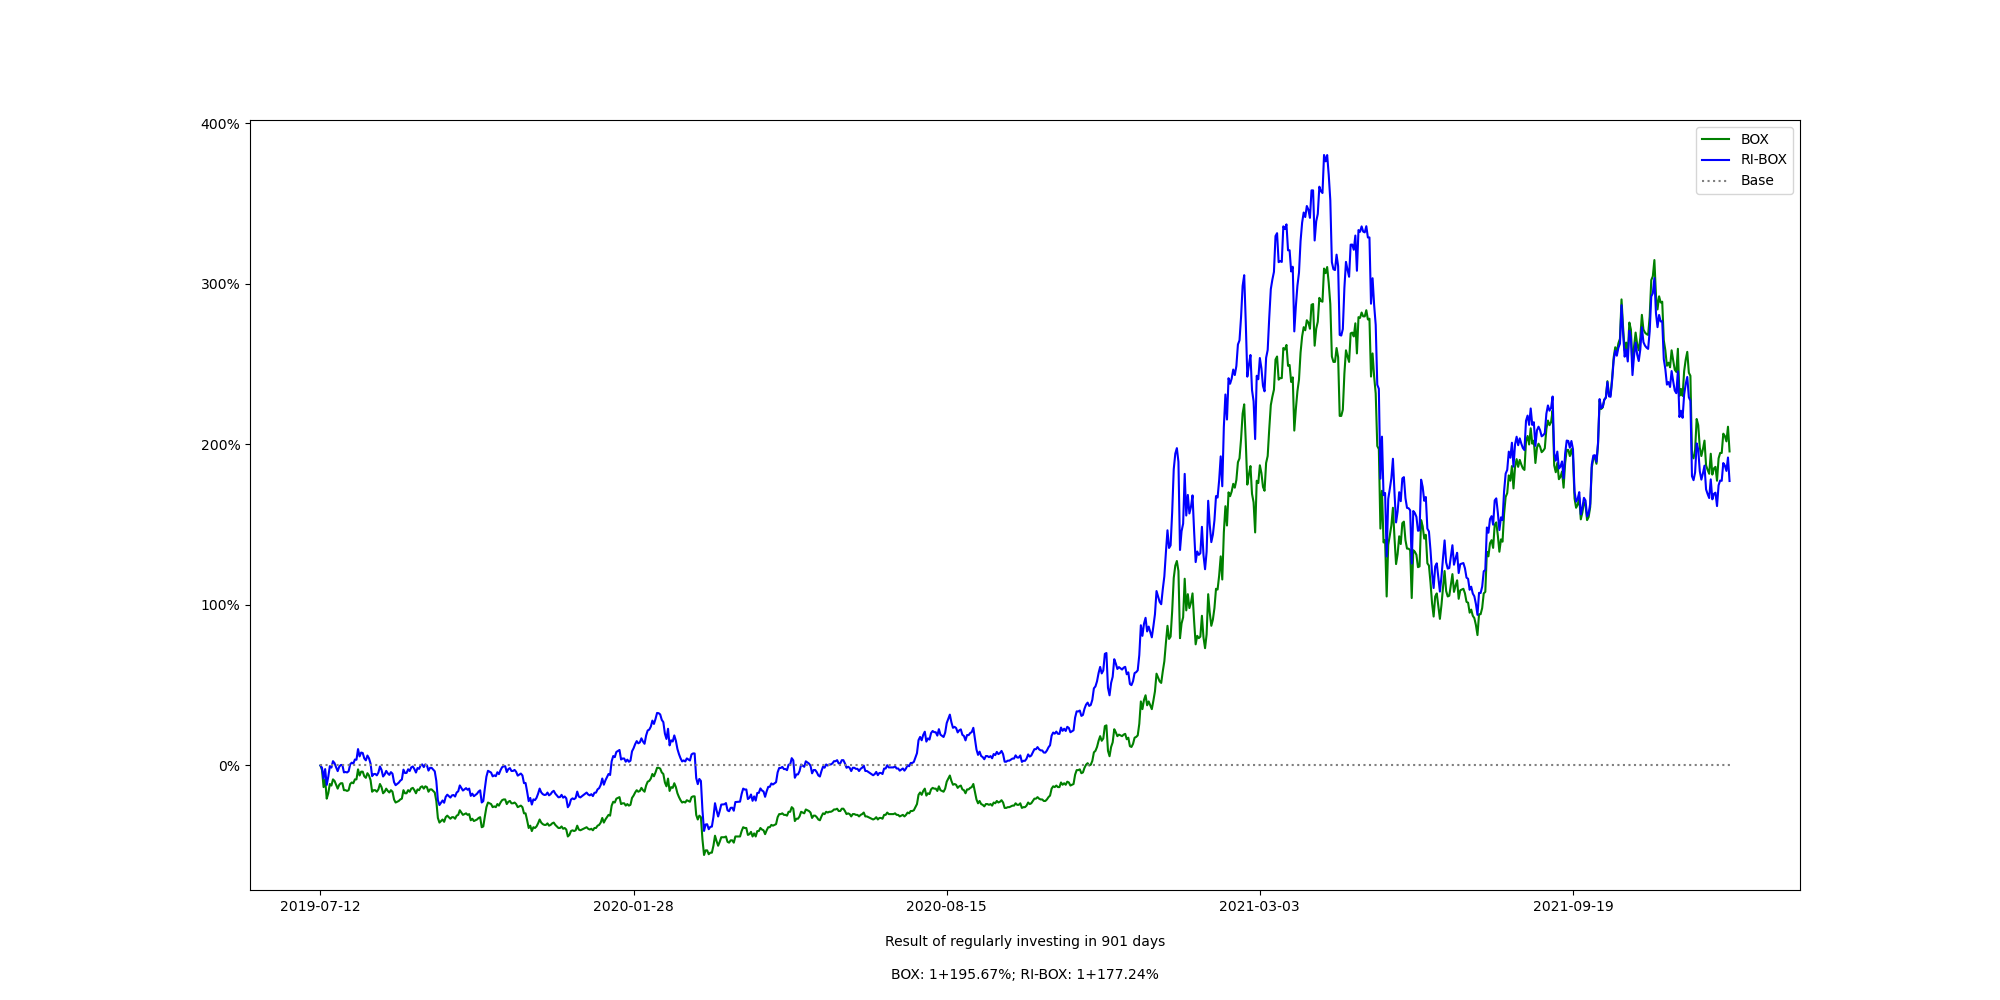 400%
300%
200%
100%
0%
BOX
RI-BOX
Base
2019-07-12
2020-01-28
2020-08-15
2021-03-03
2021-09-19
Result of regularly investing in 901 days
BOX: 1+195.67%; RI-BOX: 1+177.24%